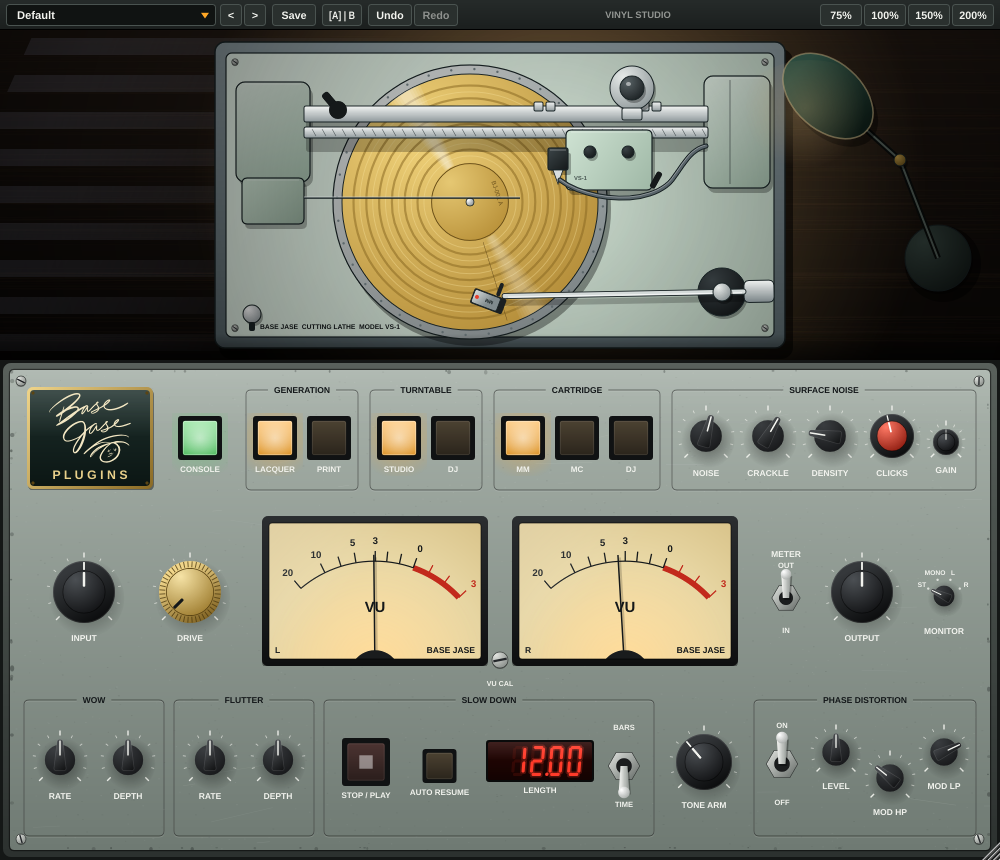 Default
<
>
Save
[A] | B
Undo
Redo
VINYL STUDIO
75%
100%
150%
200%
VS-1
MM
BASE JASE CUTTING LATHE MODEL VS-1
Base
Jase
PLUGINS
CONSOLE
GENERATION
LACQUER
PRINT
TURNTABLE
STUDIO
DJ
CARTRIDGE
MM
MC
DJ
SURFACE NOISE
NOISE
CRACKLE
DENSITY
CLICKS
GAIN
INPUT
DRIVE
20
10
5
3
0
3
VU
L
BASE JASE
20
10
5
3
0
3
VU
R
BASE JASE
VU CAL
METER
OUT
IN
OUTPUT
MONO
L
ST
R
MONITOR
WOW
RATE
DEPTH
FLUTTER
RATE
DEPTH
SLOW DOWN
STOP / PLAY
AUTO RESUME
12.00
LENGTH
BARS
TIME
TONE ARM
PHASE DISTORTION
ON
OFF
LEVEL
MOD HP
MOD LP